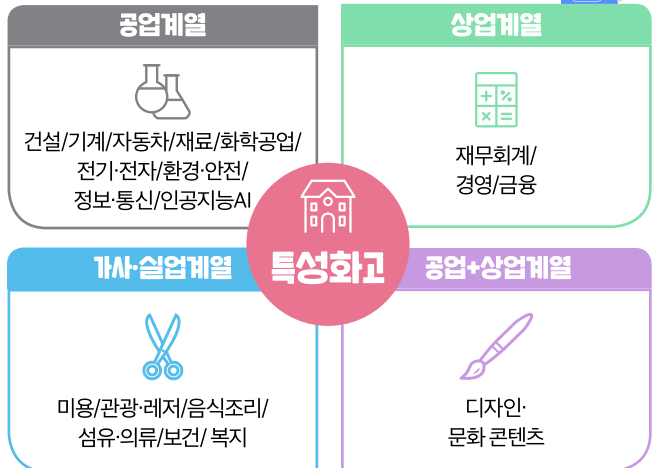 공업계열
건설/기계/자동차/재료/화학공업/
전기·전자/환경·안전/
정보·통신/인공지능AI
상업계열
재무회계/
경영/금융
특성화고
가사·실업계열
미용/관광·레저/음식조리/
섬유·의류/보건/ 복지
공업+상업계열
디자인·
문화 콘텐츠